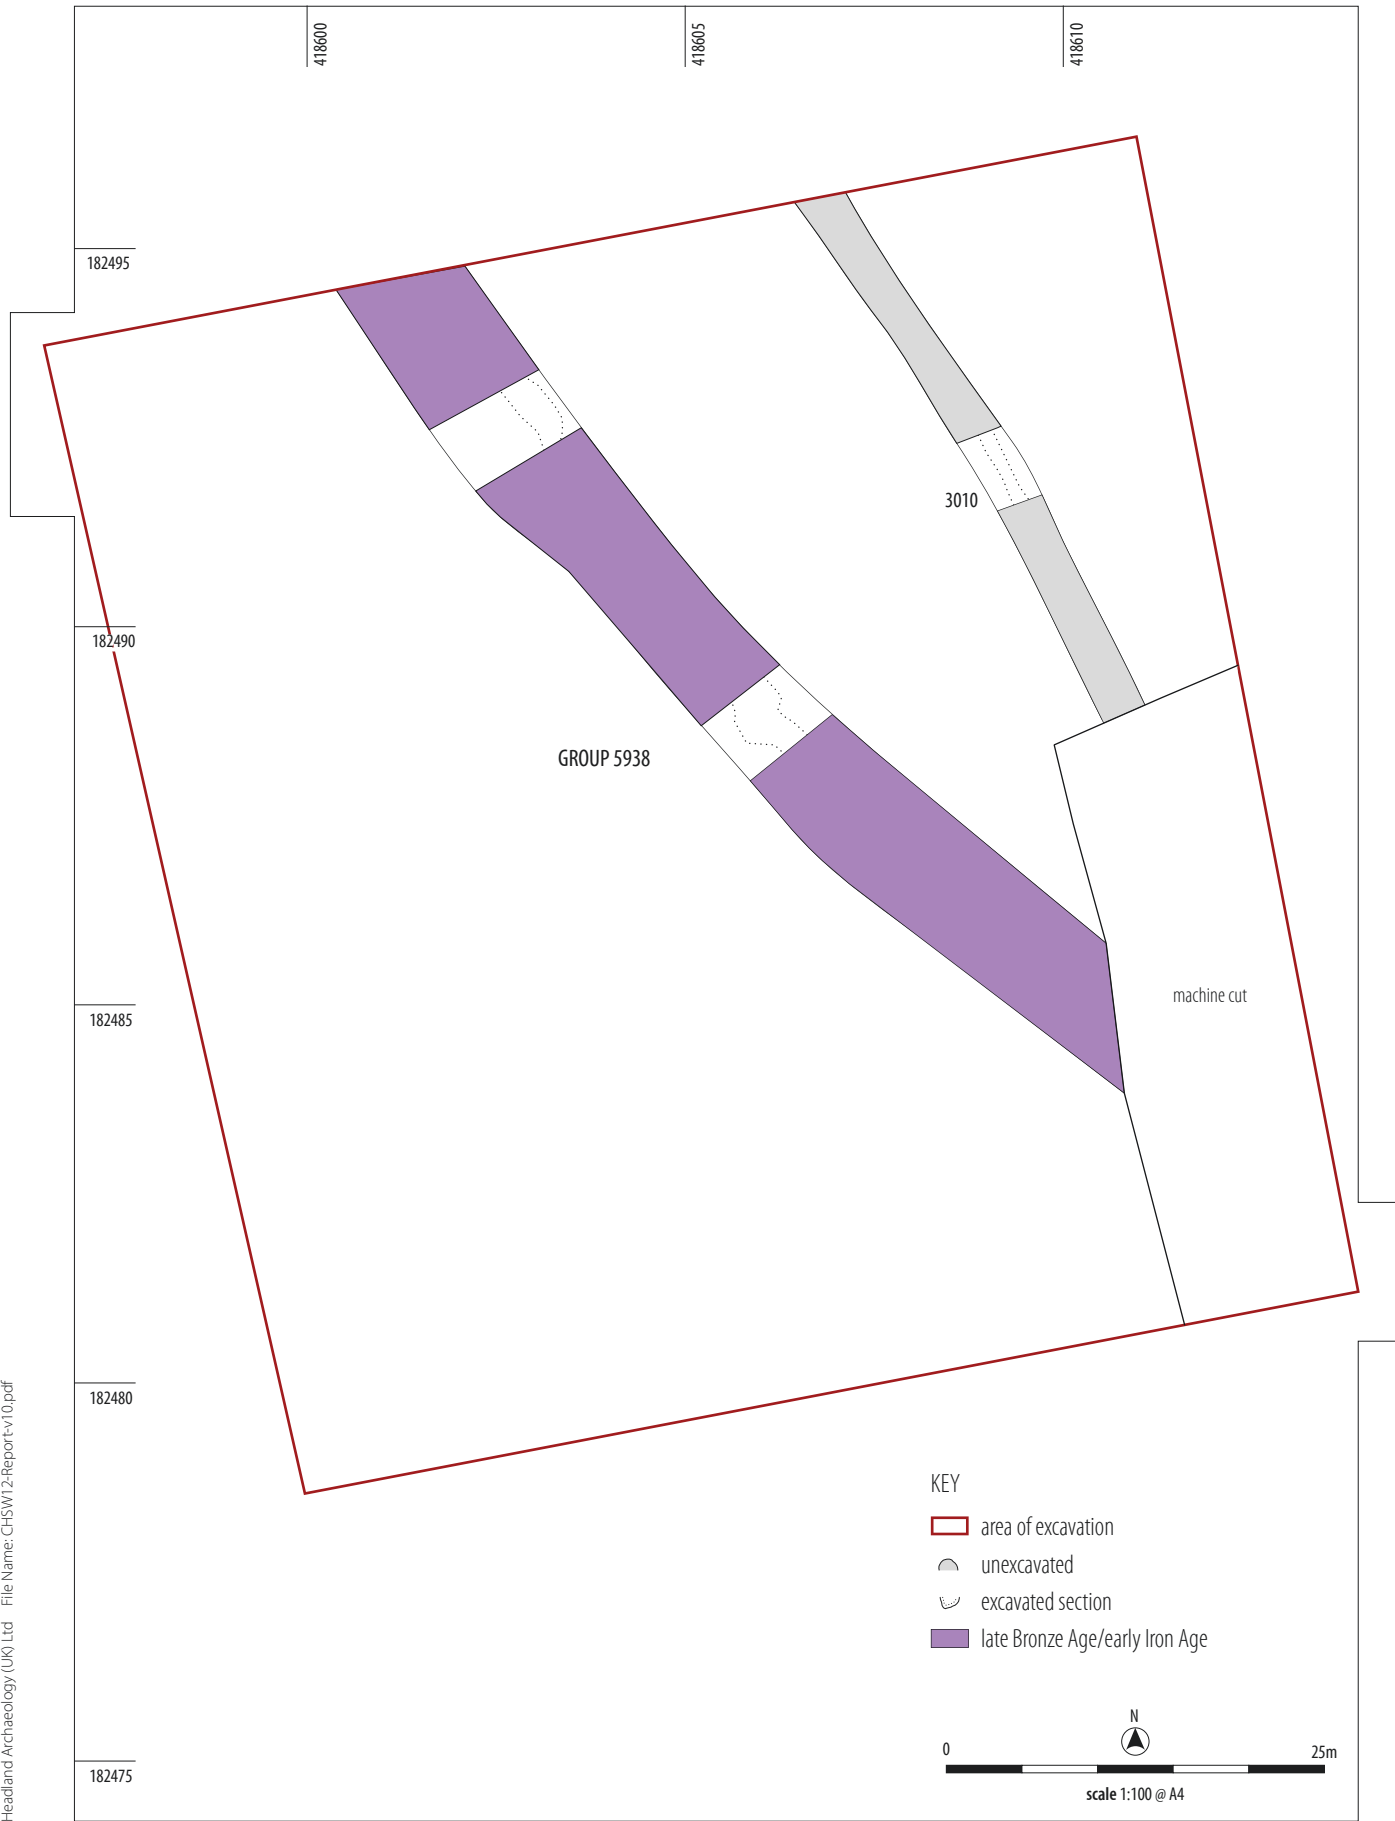 418600
418605
418610
182495
3010
182490
GROUP 5938
machine cut
182485
182480
KEY
area of excavation
unexcavated
excavated section
late Bronze Age/early Iron Age
N
0
25m
scale 1:100 @ A4
182475
Headland Archaeology (UK) Ltd File Name: CHSW12-Report-v10.pdf